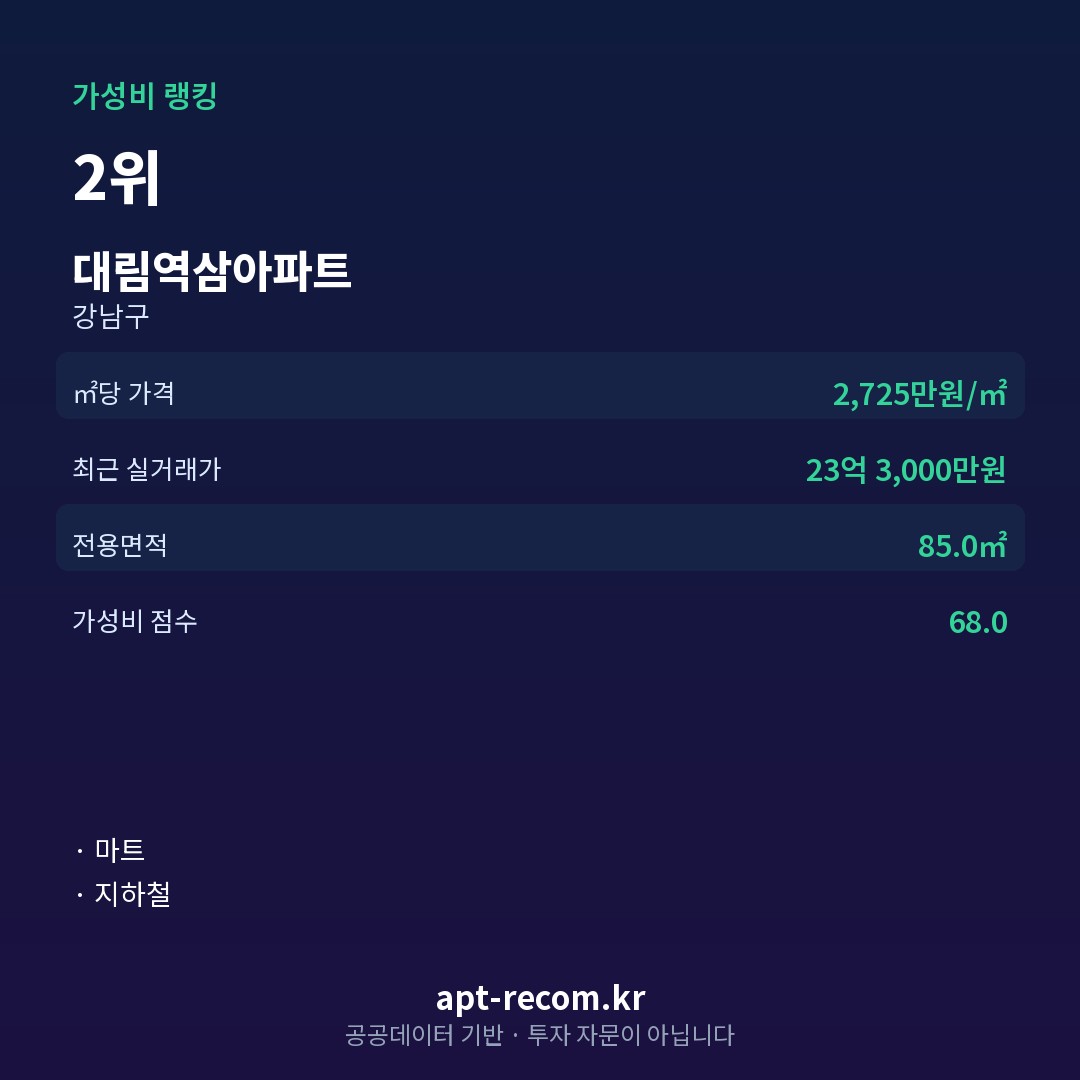 가성비 랭킹
2위
대림역삼아파트
강남구
㎡당 가격 2,725만원/㎡
최근 실거래가 23억 3,000만원
전용면적 85.0㎡
가성비 점수 68.0
· 마트
· 지하철
apt-recom.kr
공공데이터 기반 · 투자 자문이 아닙니다